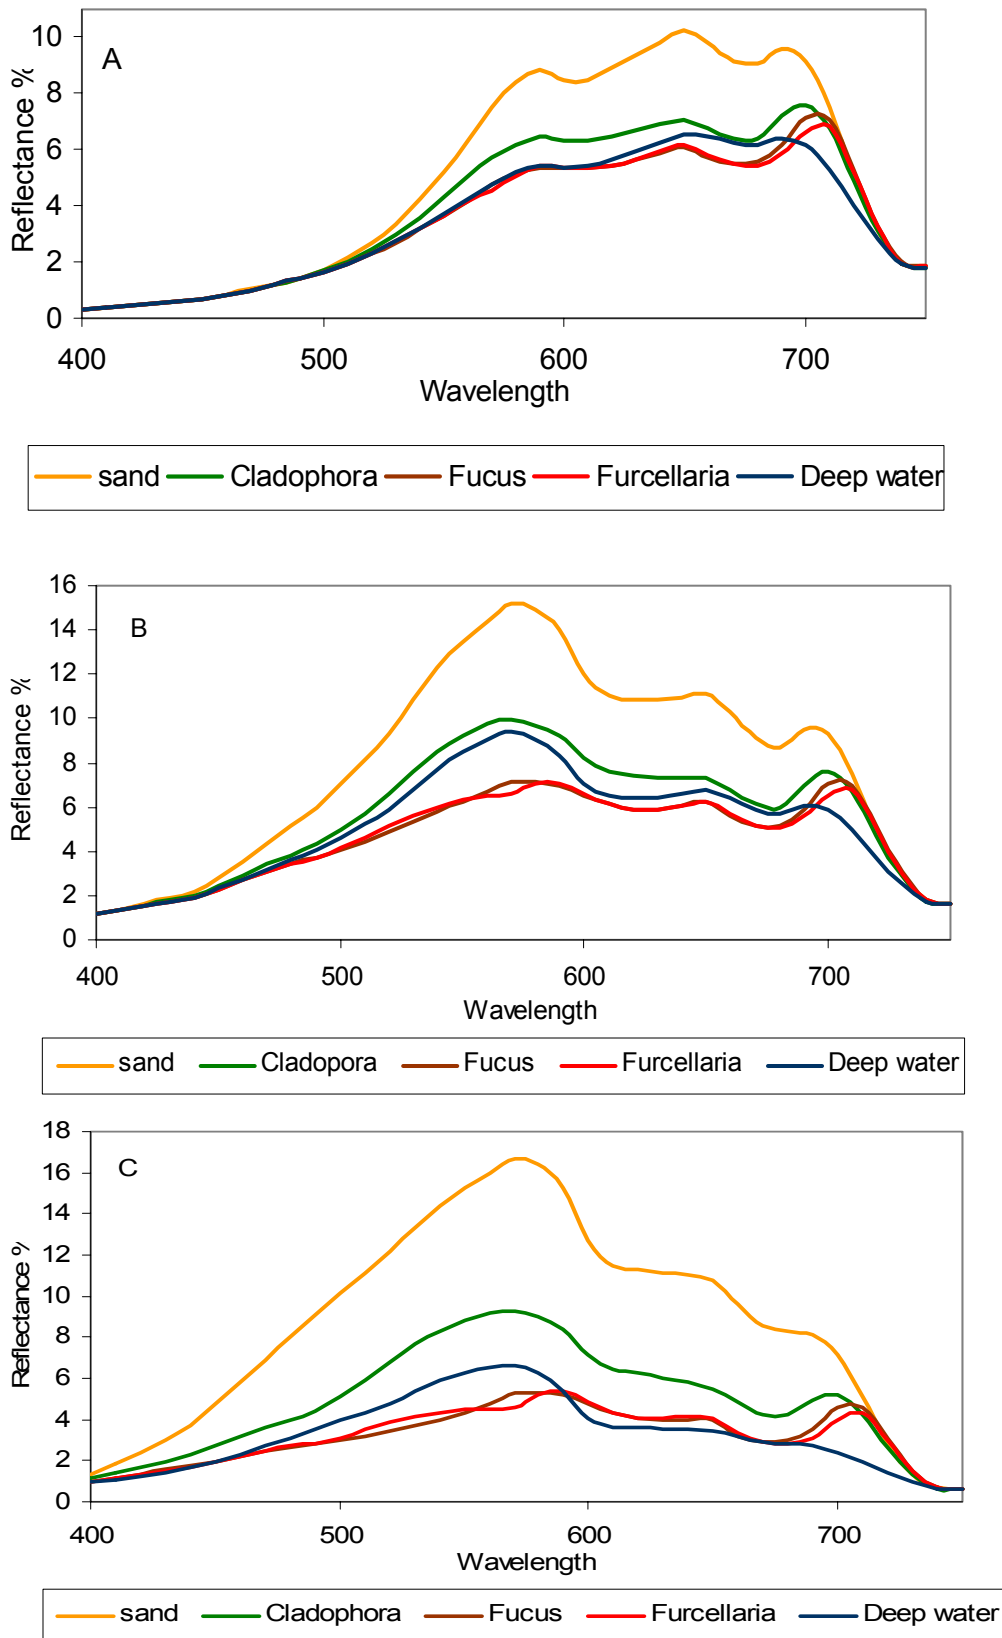 A
10
8
6
4
2
0
Reflectance %
400 500 600 700
Wavelength
sand Cladophora Fucus Furcellaria Deep water
B
16
14
12
10
8
6
4
2
0
Reflectance %
400 500 600 700
Wavelength
sand Cladopora Fucus Furcellaria Deep water
C
18
16
14
12
10
8
6
4
2
0
Reflectance %
400 500 600 700
Wavelength
sand Cladophora Fucus Furcellaria Deep water